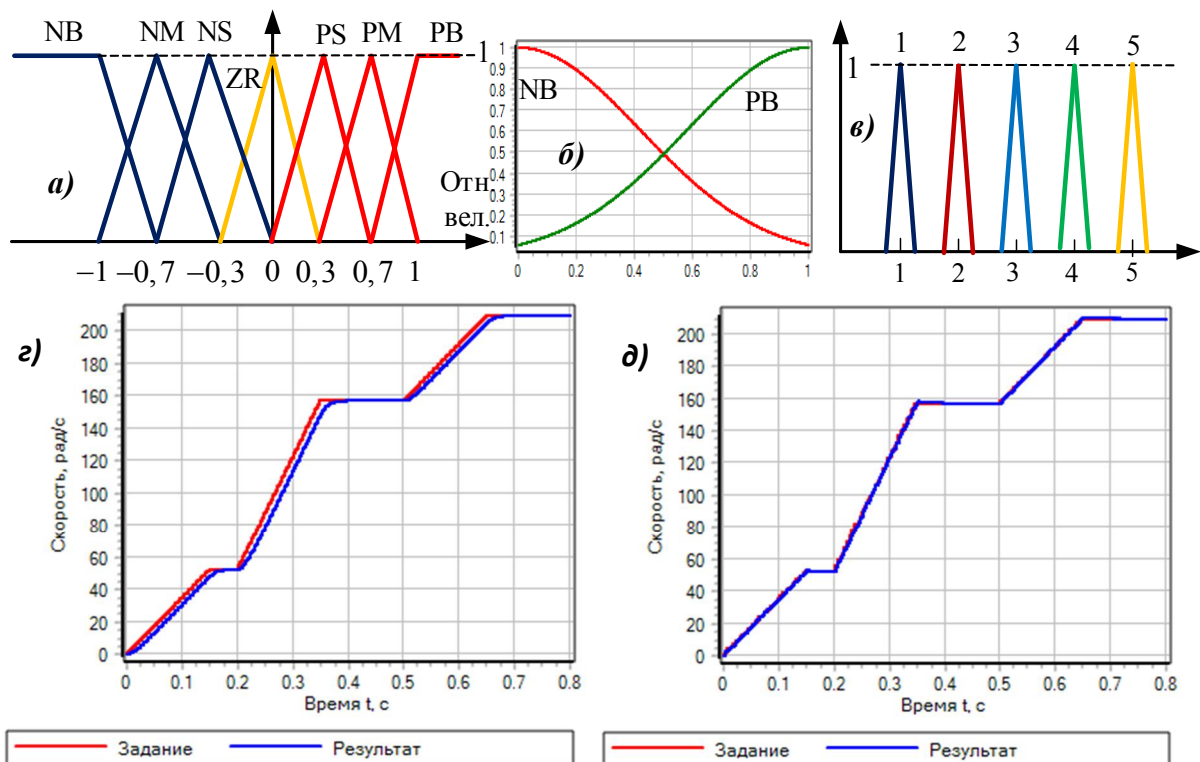 NB NM NS PS PM PB
1
ZR
а)
Отн.
вел.
−1 −0,7 −0,3 0 0,3 0,7 1
1
0.9
0.8
0.7
0.6
0.5
0.4
0.3
0.2
0.1
NB
PB
б)
0 0.2 0.4 0.6 0.8 1
1 2 3 4 5
1
в)
1 2 3 4 5
г)
Скорость, рад/с
200
180
160
140
120
100
80
60
40
20
0
0 0.1 0.2 0.3 0.4 0.5 0.6 0.7 0.8
Время t, с
Задание Результат
д)
Скорость, рад/с
200
180
160
140
120
100
80
60
40
20
0
0 0.1 0.2 0.3 0.4 0.5 0.6 0.7 0.8
Время t, с
Задание Результат